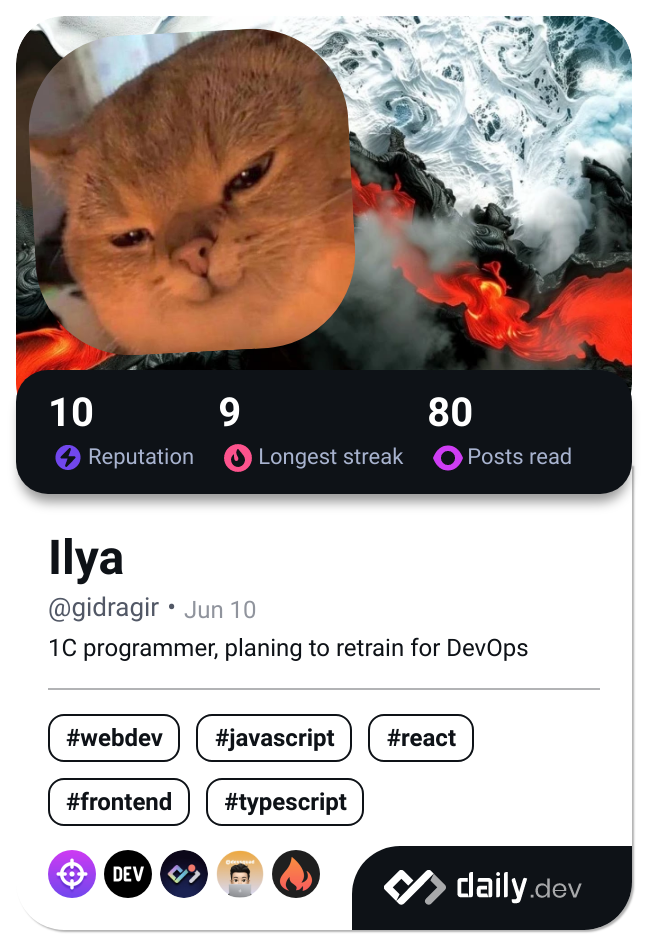 10 9 80
Reputation Longest streak Posts read
Ilya
@gidragir • Jun 10
1C programmer, planing to retrain for DevOps
#webdev #javascript #react
#frontend #typescript
DEV
daily.dev